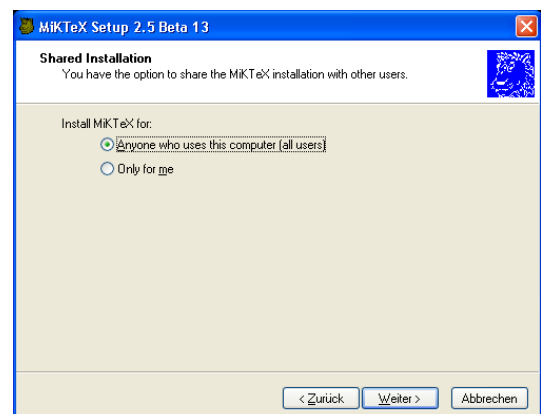 MiKTeX Setup 2.5 Beta 13
Shared Installation
You have the option to share the MiKTeX installation with other users.
Install MiKTeX for:
Anyone who uses this computer (all users)
Only for me
< Zurück Weiter > Abbrechen